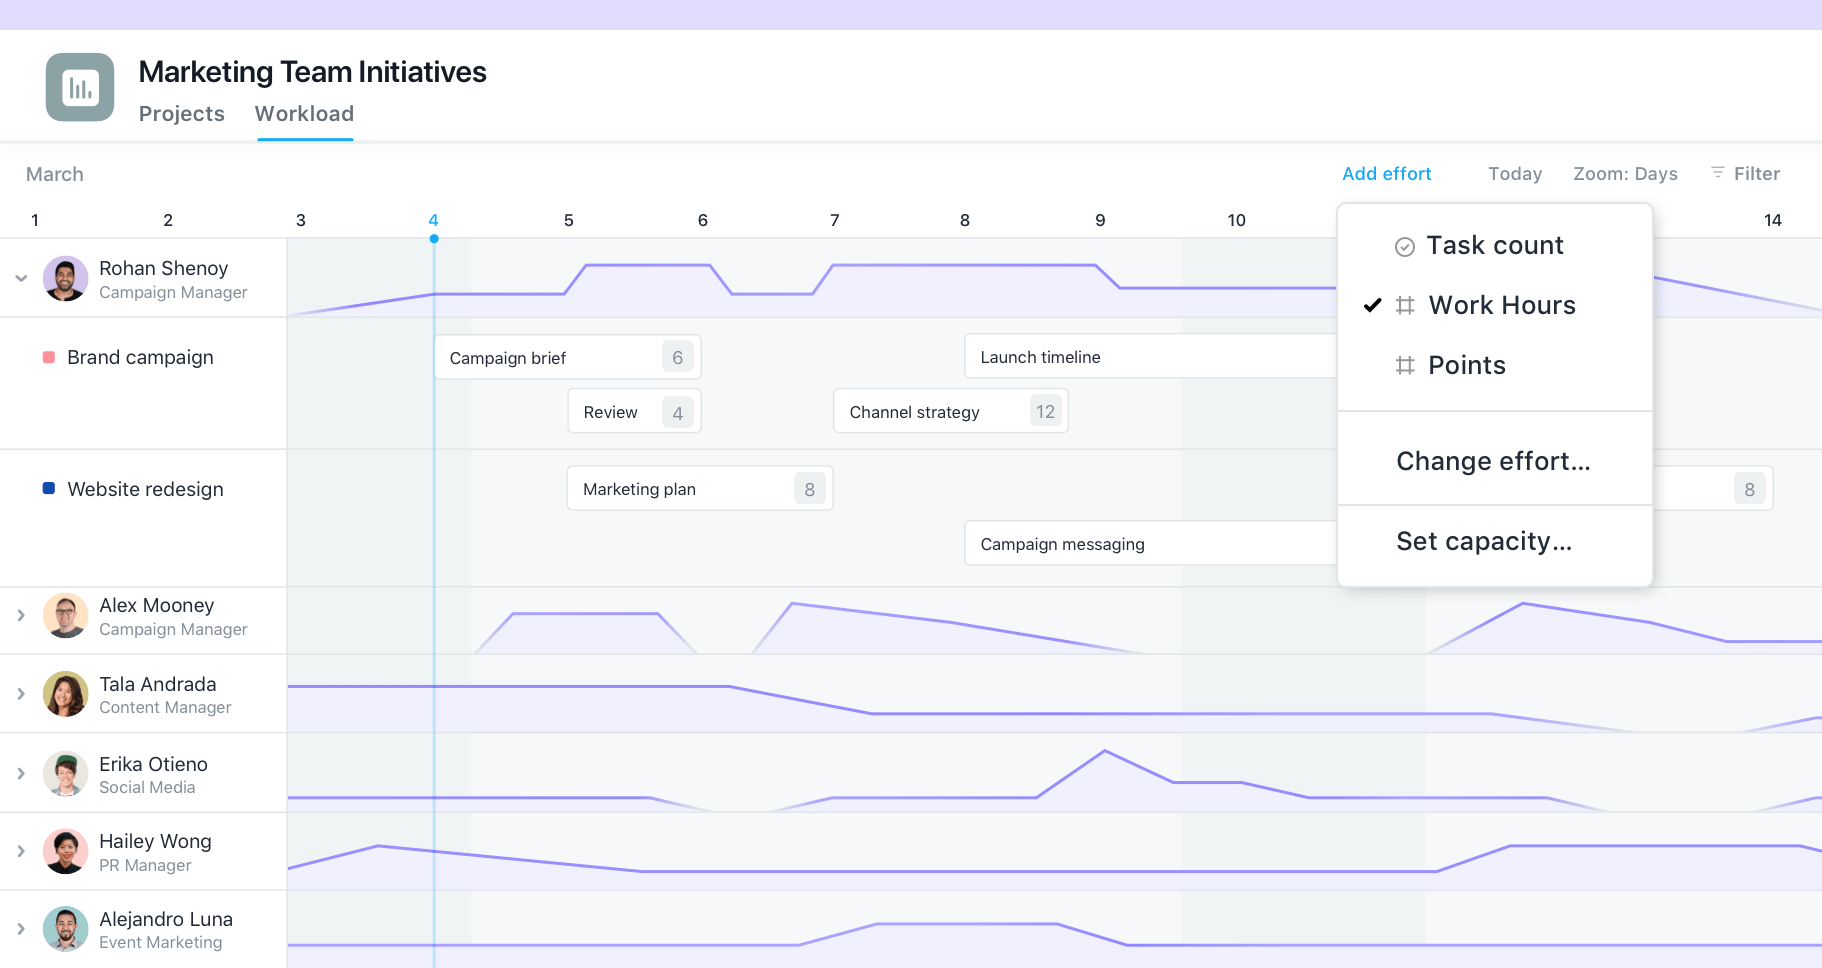 Marketing Team Initiatives
Projects Workload
March
Add effort Today Zoom: Days Filter
1 2 3 4 5 6 7 8 9 10 14
Rohan Shenoy
Campaign Manager
Task count
Work Hours
Points
Change effort...
Set capacity...
Brand campaign
Campaign brief 6
Launch timeline
Review 4
Channel strategy 12
Website redesign
Marketing plan 8
8
Campaign messaging
Alex Mooney
Campaign Manager
Tala Andrada
Content Manager
Erika Otieno
Social Media
Hailey Wong
PR Manager
Alejandro Luna
Event Marketing